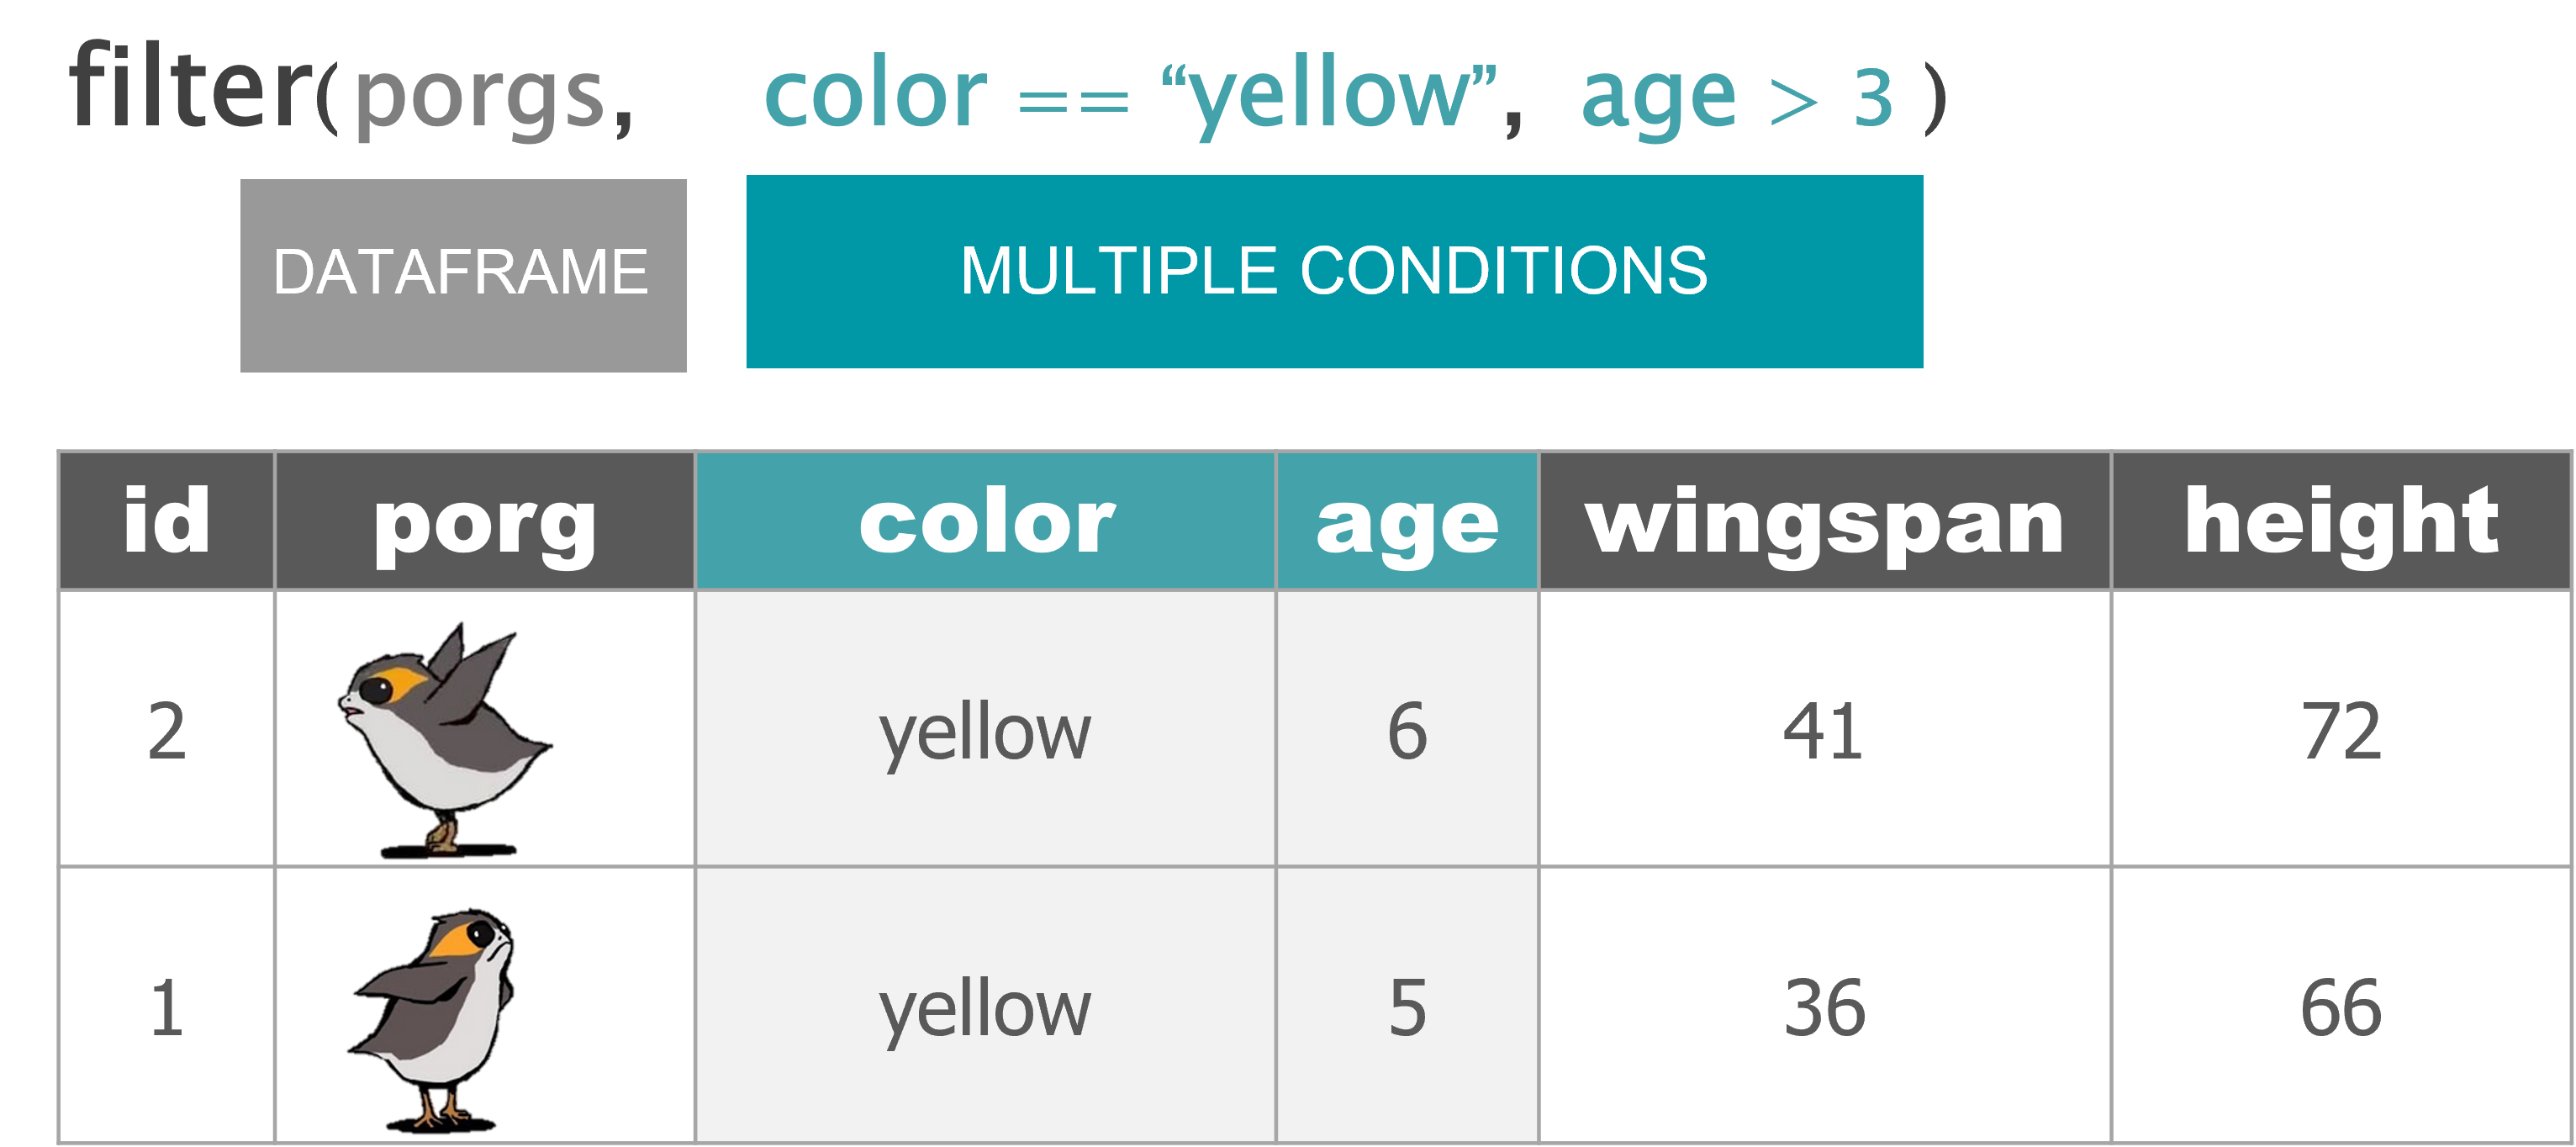 filter(porgs, color == “yellow”, age > 3 )
DATAFRAME MULTIPLE CONDITIONS
id porg color age wingspan height
2 yellow 6 41 72
1 yellow 5 36 66